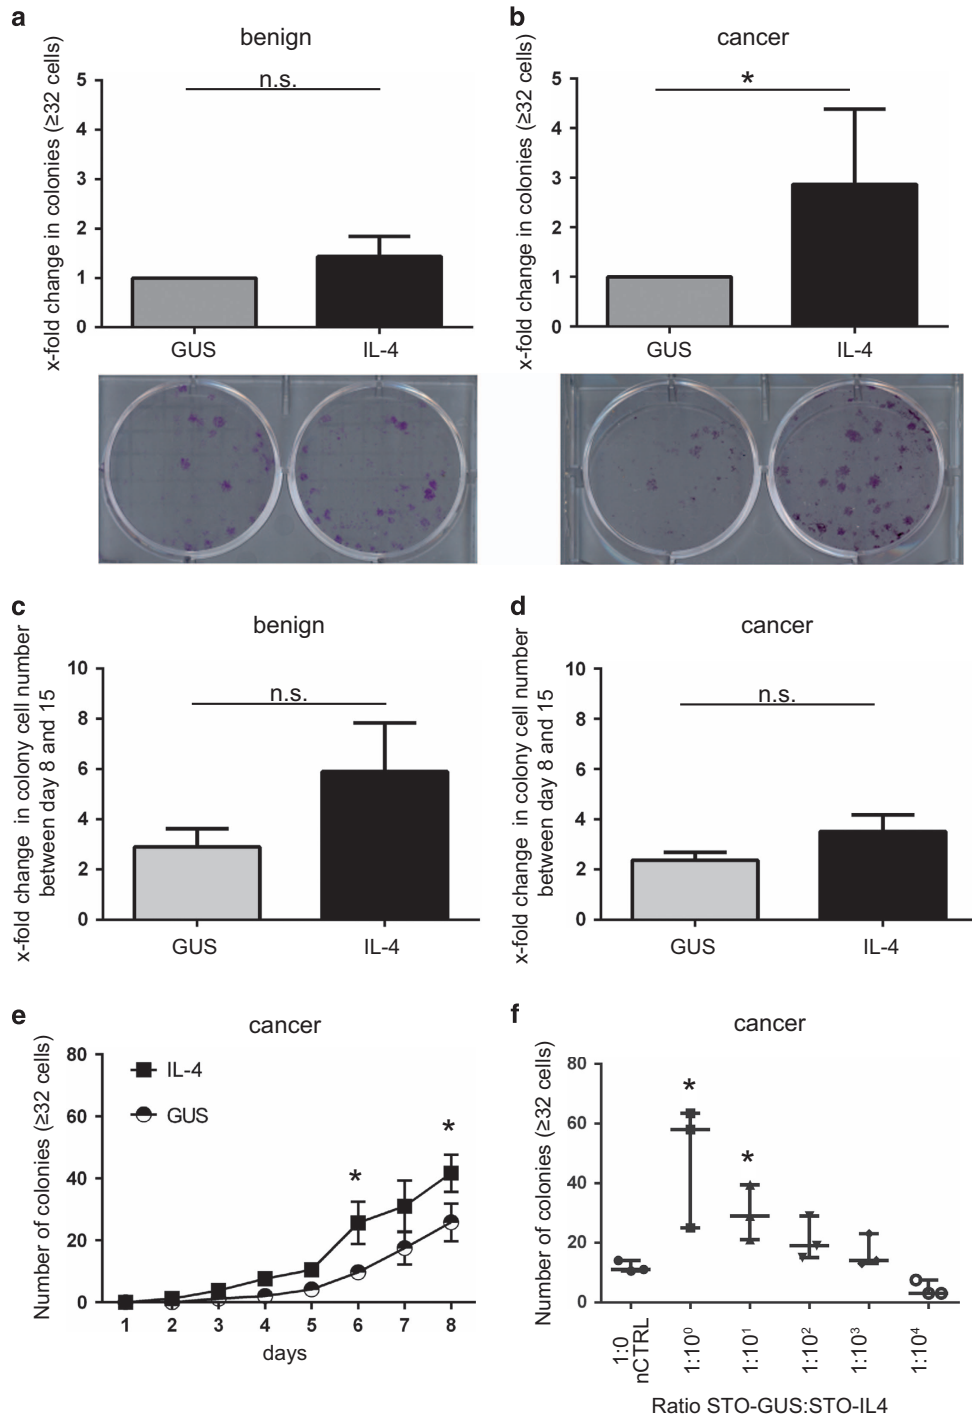 a
benign
x-fold change in colonies (≥32 cells)
5
4
3
2
1
0
n.s.
GUS
IL-4
b
cancer
x-fold change in colonies (≥32 cells)
5
4
3
2
1
0
*
GUS
IL-4
c
benign
x-fold change in colony cell number
between day 8 and 15
10
8
6
4
2
0
n.s.
GUS
IL-4
d
cancer
x-fold change in colony cell number
between day 8 and 15
10
8
6
4
2
0
n.s.
GUS
IL-4
e
cancer
Number of colonies (≥32 cells)
80
60
40
20
0
IL-4
GUS
*
*
1 2 3 4 5 6 7 8
days
f
cancer
Number of colonies (≥32 cells)
80
60
40
20
0
*
*
1:0
nCTRL
1:10⁰
1:10¹
1:10²
1:10³
1:10⁴
Ratio STO-GUS:STO-IL4